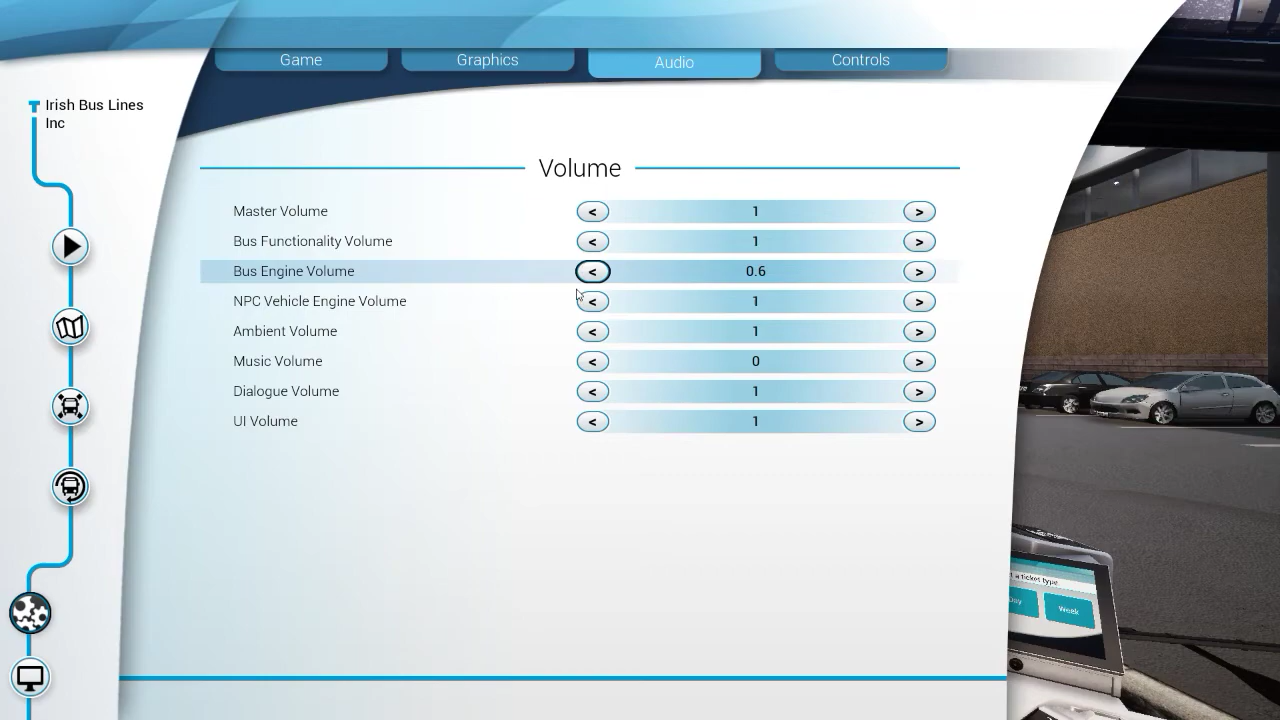 Game
Graphics
Audio
Controls
Irish Bus Lines
Inc
Volume
Master Volume < 1 >
Bus Functionality Volume < 1 >
Bus Engine Volume < 0.6 >
NPC Vehicle Engine Volume < 1 >
Ambient Volume < 1 >
Music Volume < 0 >
Dialogue Volume < 1 >
UI Volume < 1 >
a ticket type
Day
Week